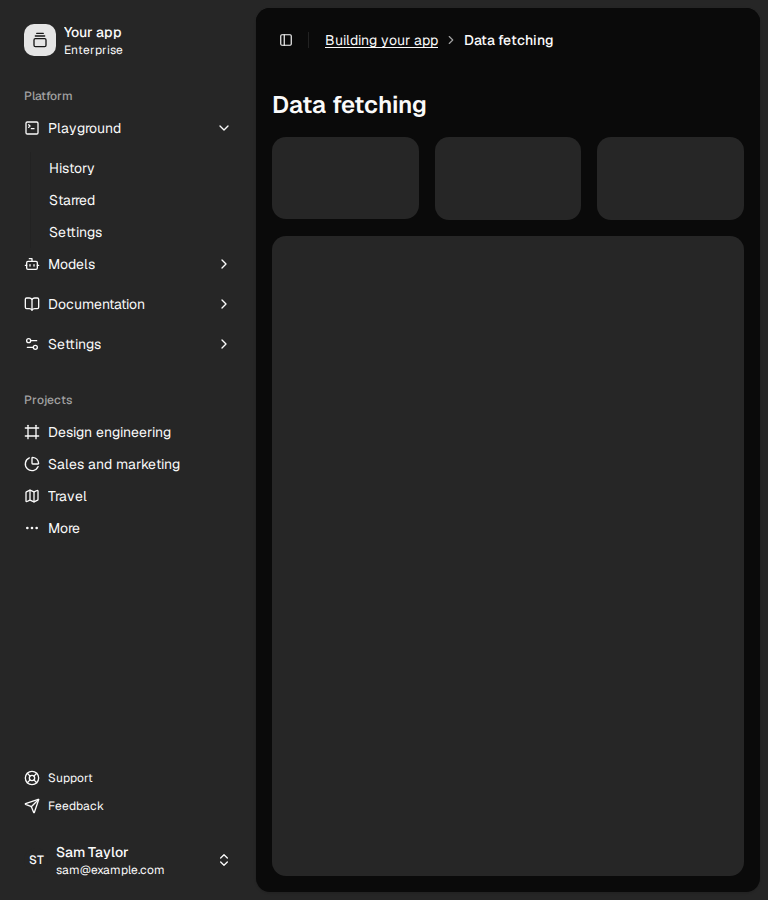 Your app
Enterprise
Platform
Playground
History
Starred
Settings
Models
Documentation
Settings
Projects
Design engineering
Sales and marketing
Travel
More
Support
Feedback
ST
Sam Taylor
sam@example.com
Building your app > Data fetching
Data fetching